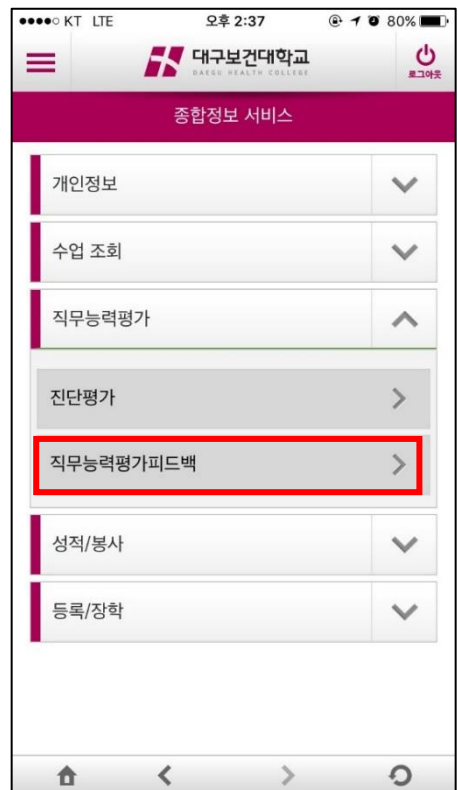 KT LTE 오후 2:37 80%
대구보건대학교
DAEGU HEALTH COLLEGE
로그아웃
종합정보 서비스
개인정보
수업 조회
직무능력평가
진단평가
직무능력평가피드백
성적/봉사
등록/장학